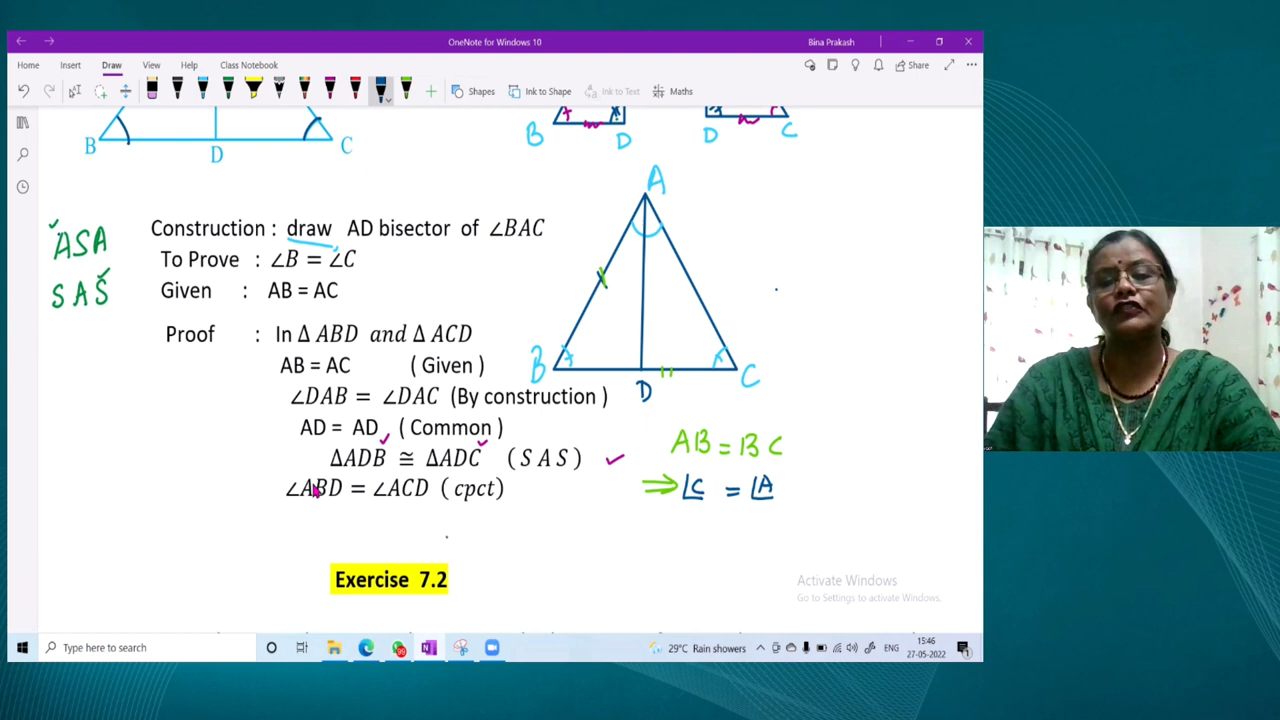 OneNote for Windows 10
Bina Prakash
Home Insert Draw View Help Class Notebook
Share
Shapes Ink to Shape Ink to Text Maths
B D C
B D D C
A
Construction : draw AD bisector of ∠BAC
ASA
To Prove : ∠B = ∠C
SAS
Given : AB = AC
Proof : In Δ ABD and Δ ACD
AB = AC ( Given )
B C
∠DAB = ∠DAC (By construction )
D
AD = AD ( Common )
AB = BC
ΔADB ≅ ΔADC ( S A S )
∠ABD = ∠ACD ( cpct)
⇒ ∠C = ∠A
Exercise 7.2
Activate Windows
Go to Settings to activate Windows.
Type here to search
99
29°C Rain showers
ENG
15:46
27-05-2022
1